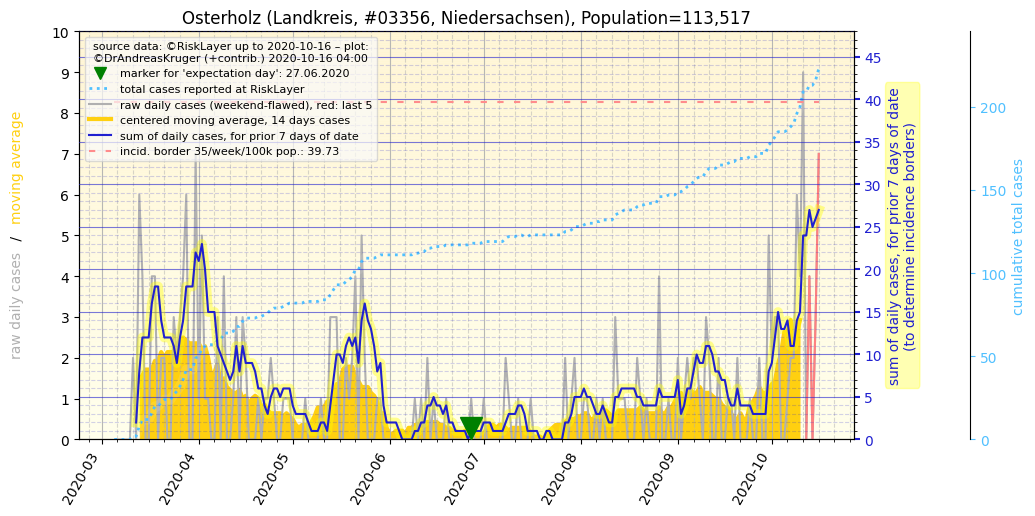 Osterholz (Landkreis, #03356, Niedersachsen), Population=113,517
source data: ©RiskLayer up to 2020-10-16 – plot:
©DrAndreasKruger (+contrib.) 2020-10-16 04:00
marker for 'expectation day': 27.06.2020
total cases reported at RiskLayer
raw daily cases (weekend-flawed), red: last 5
centered moving average, 14 days cases
sum of daily cases, for prior 7 days of date
incid. border 35/week/100k pop.: 39.73
raw daily cases / moving average
10
9
8
7
6
5
4
3
2
1
0
2020-03
2020-04
2020-05
2020-06
2020-07
2020-08
2020-09
2020-10
45
40
35
30
25
20
15
10
5
0
sum of daily cases, for prior 7 days of date
(to determine incidence borders)
200
150
100
50
0
cumulative total cases